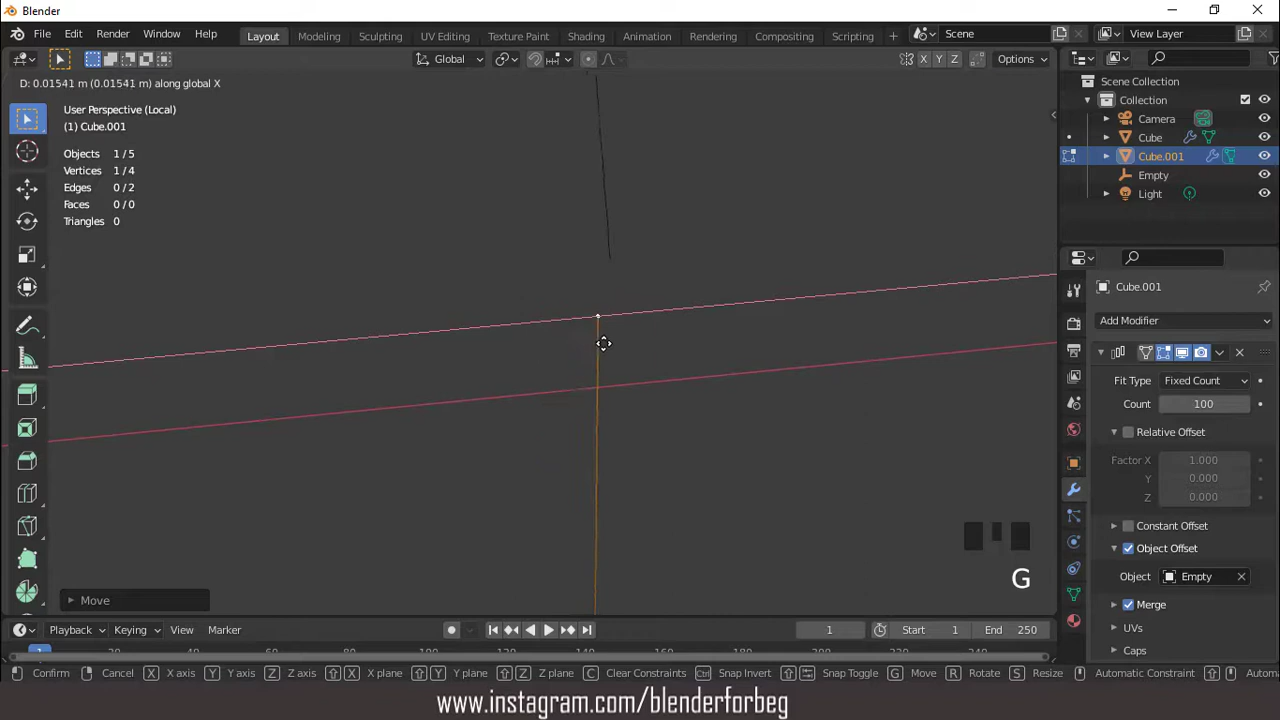 Blender
File Edit Render Window Help Layout Modeling Sculpting UV Editing Texture Paint Shading Animation Rendering Compositing Scripting + Scene View Layer
Global X Y Z Options
D: 0.01541 m (0.01541 m) along global X
User Perspective (Local)
(1) Cube.001
Objects 1 / 5
Vertices 1 / 4
Edges 0 / 2
Faces 0 / 0
Triangles 0
Scene Collection
Collection
Camera
Cube
Cube.001
Empty
Light
Cube.001
Add Modifier
Fit Type Fixed Count
Count 100
Relative Offset
Factor X 1.000
Y 0.000
Z 0.000
Constant Offset
Object Offset
Object Empty
Merge
UVs
Caps
G
Move
Playback Keying View Marker 1 Start 1 End 250
Confirm Cancel X X axis Y Y axis Z Z axis X X plane Y Y plane Z Z plane C Clear Constraints Ctrl Snap Invert Snap Toggle G Move R Rotate S Resize Automatic Constraint Automa
www.instagram.com/blenderforbeg